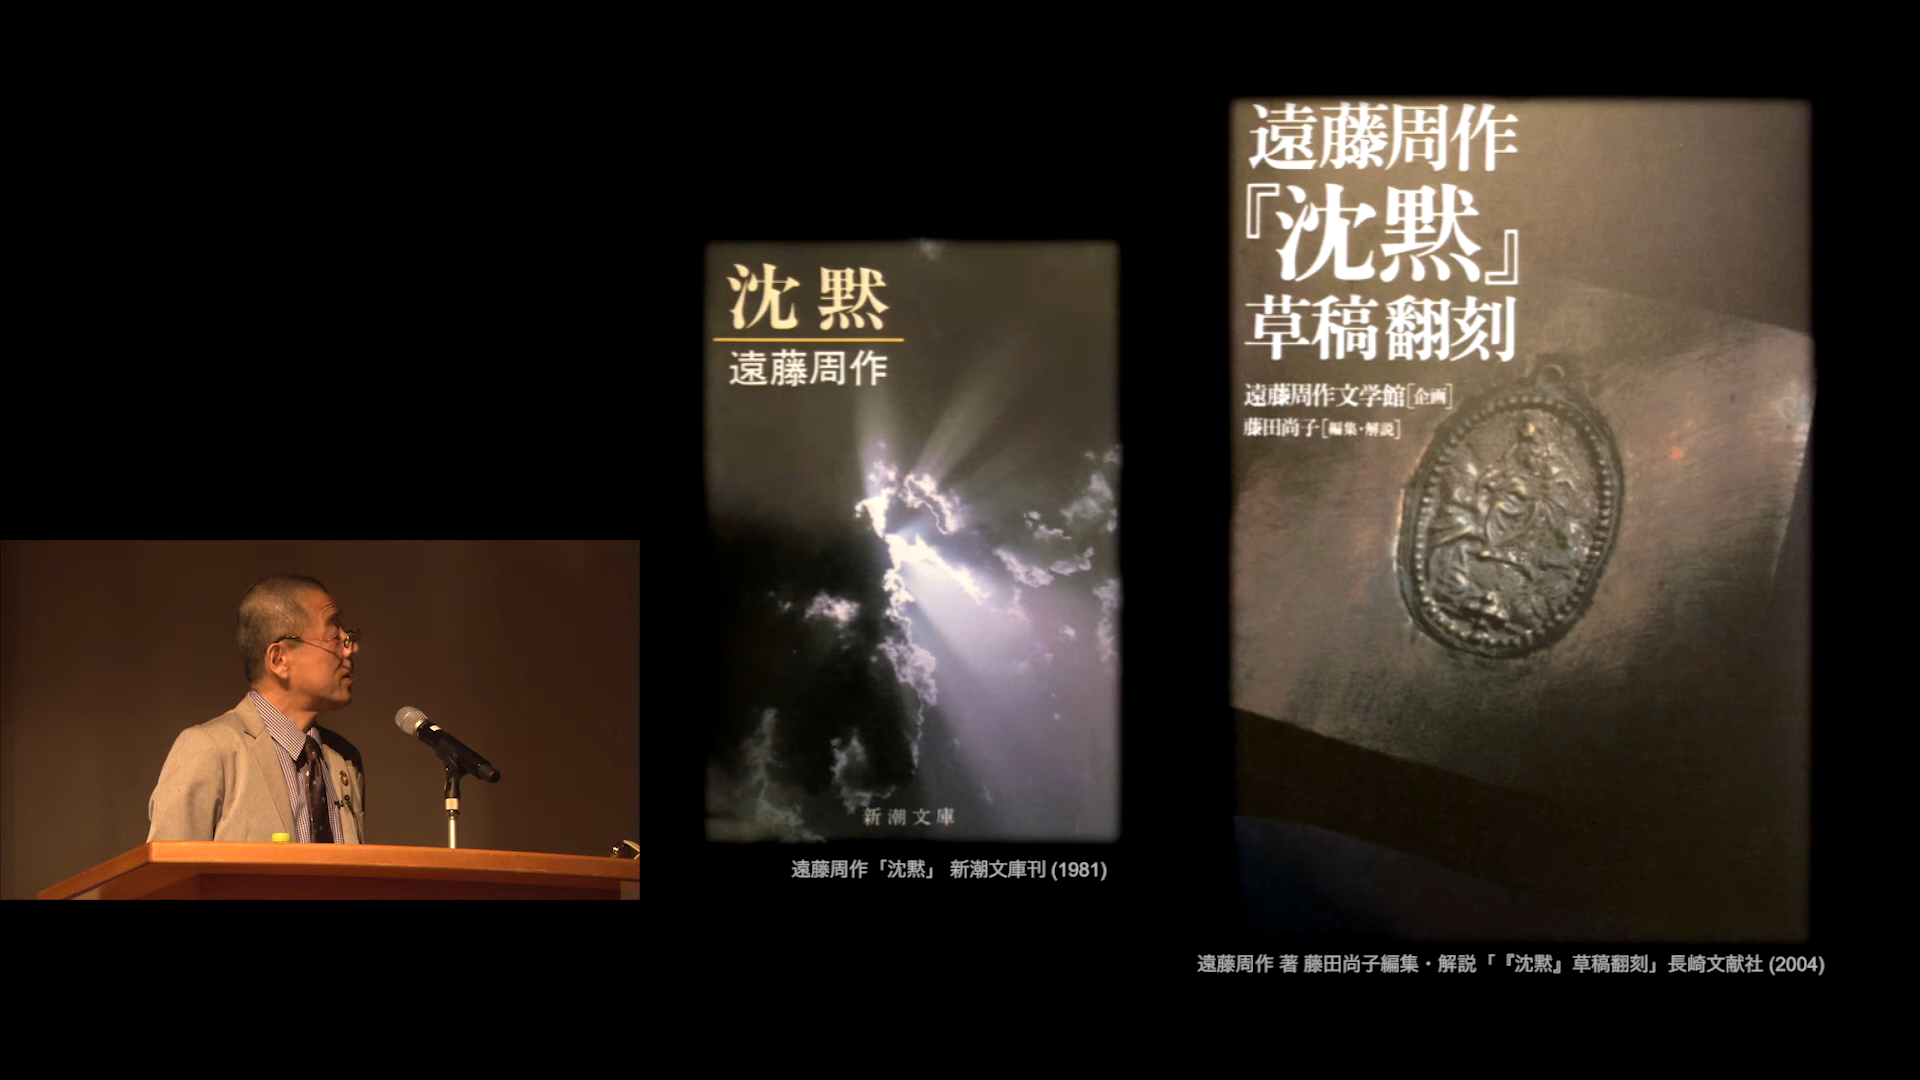 沈黙
遠藤周作
新潮文庫
遠藤周作「沈黙」 新潮文庫刊 (1981)
遠藤周作
『沈黙』
草稿翻刻
遠藤周作文学館[企画]
藤田尚子[編集・解説]
遠藤周作 著 藤田尚子編集・解説「『沈黙』草稿翻刻」長崎文献社 (2004)